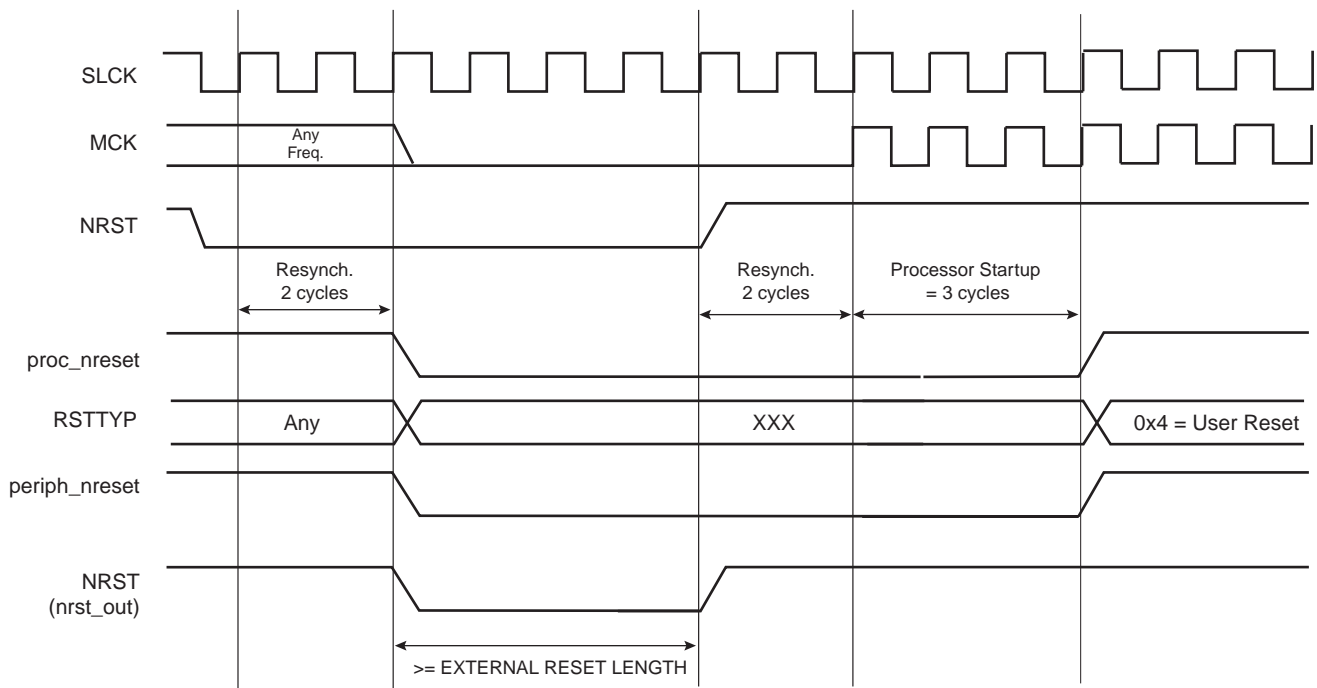 SLCK
MCK
Any
Freq.
NRST
Resynch.
2 cycles
Resynch.
2 cycles
Processor Startup
= 3 cycles
proc_nreset
RSTTYP
Any
XXX
0x4 = User Reset
periph_nreset
NRST
(nrst_out)
>= EXTERNAL RESET LENGTH